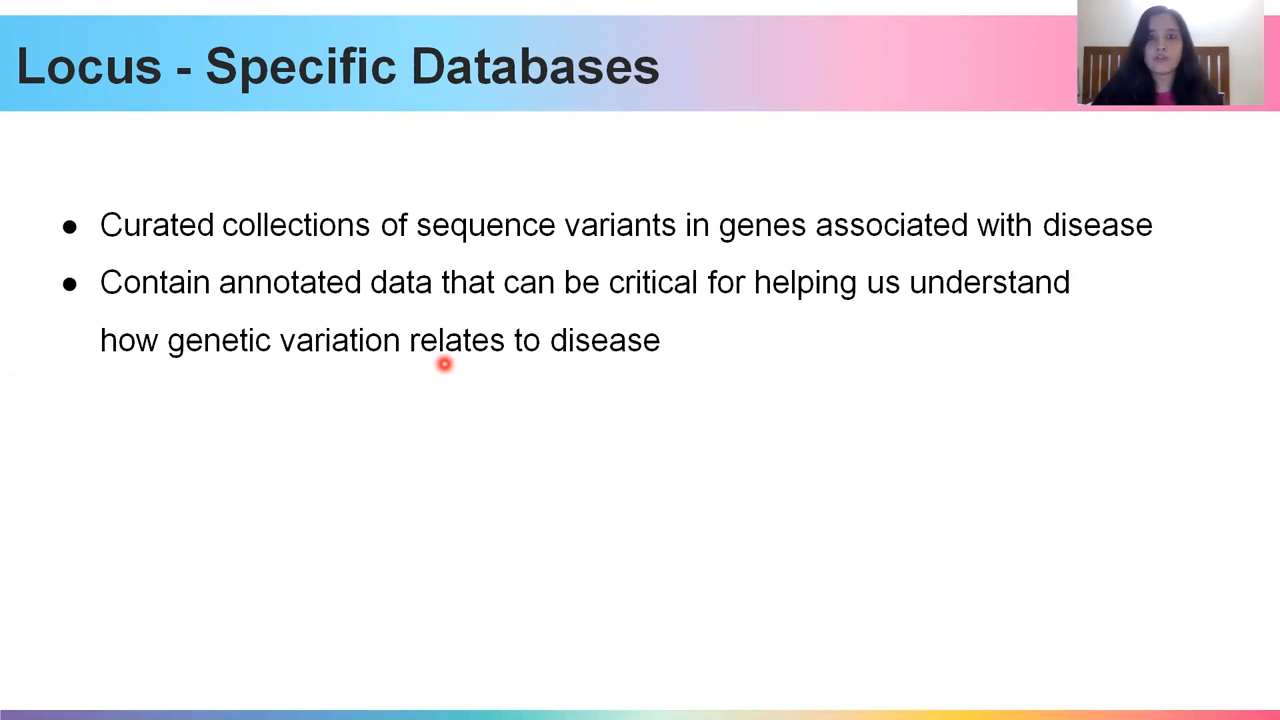 Locus - Specific Databases
● Curated collections of sequence variants in genes associated with disease
● Contain annotated data that can be critical for helping us understand
how genetic variation relates to disease